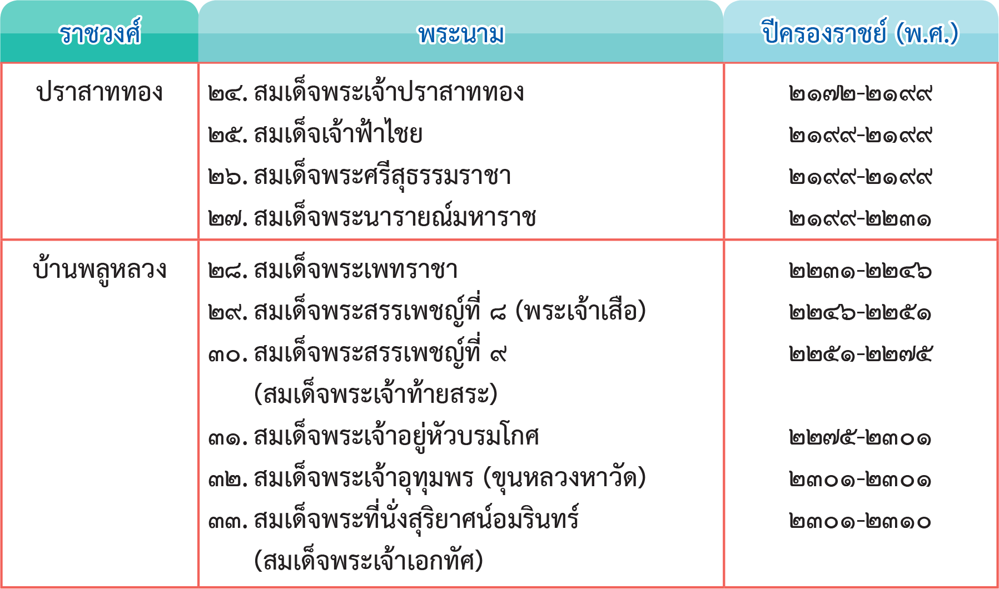 ราชวงศ์ พระนาม ปีครองราชย์ (พ.ศ.)
ปราสาททอง ๒๔. สมเด็จพระเจ้าปราสาททอง ๒๑๗๒-๒๑๙๙
๒๕. สมเด็จเจ้าฟ้าไชย ๒๑๙๙-๒๑๙๙
๒๖. สมเด็จพระศรีสุธรรมราชา ๒๑๙๙-๒๑๙๙
๒๗. สมเด็จพระนารายณ์มหาราช ๒๑๙๙-๒๒๓๑
บ้านพลูหลวง ๒๘. สมเด็จพระเพทราชา ๒๒๓๑-๒๒๔๖
๒๙. สมเด็จพระสรรเพชญ์ที่ ๘ (พระเจ้าเสือ) ๒๒๔๖-๒๒๕๑
๓๐. สมเด็จพระสรรเพชญ์ที่ ๙ ๒๒๕๑-๒๒๗๕
(สมเด็จพระเจ้าท้ายสระ)
๓๑. สมเด็จพระเจ้าอยู่หัวบรมโกศ ๒๒๗๕-๒๓๐๑
๓๒. สมเด็จพระเจ้าอุทุมพร (ขุนหลวงหาวัด) ๒๓๐๑-๒๓๐๑
๓๓. สมเด็จพระที่นั่งสุริยาศน์อมรินทร์ ๒๓๐๑-๒๓๑๐
(สมเด็จพระเจ้าเอกทัศ)